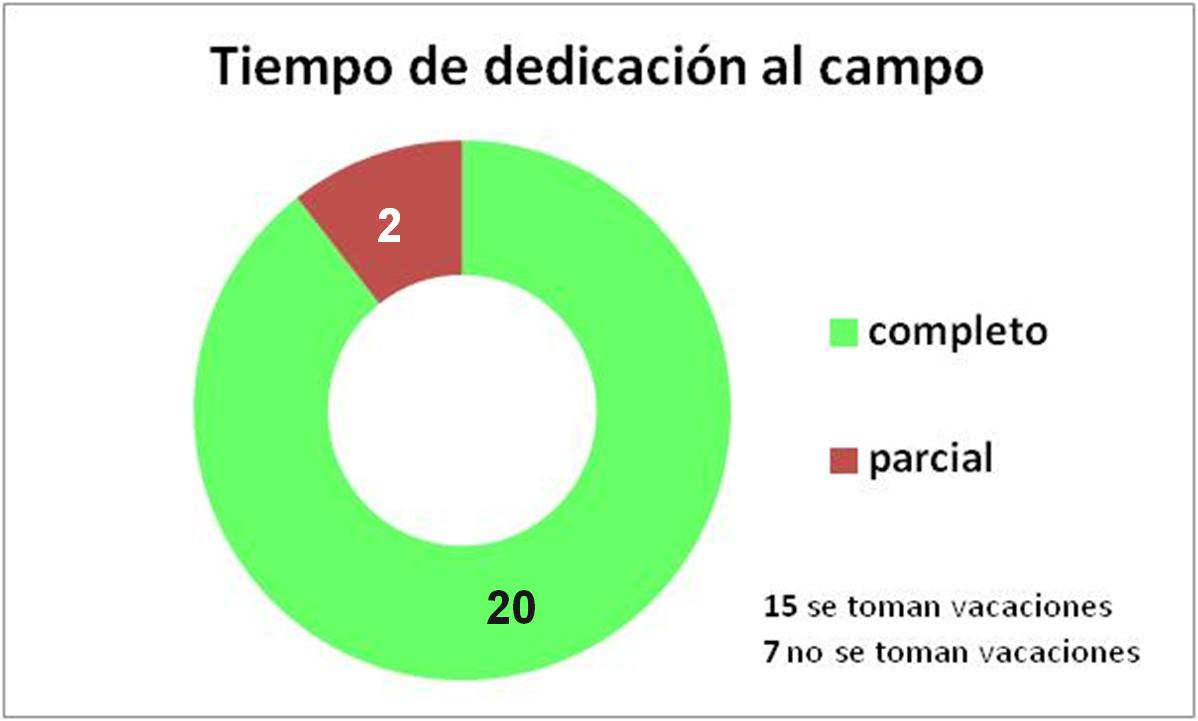 Tiempo de dedicación al campo
2
completo
parcial
20
15 se toman vacaciones
7 no se toman vacaciones